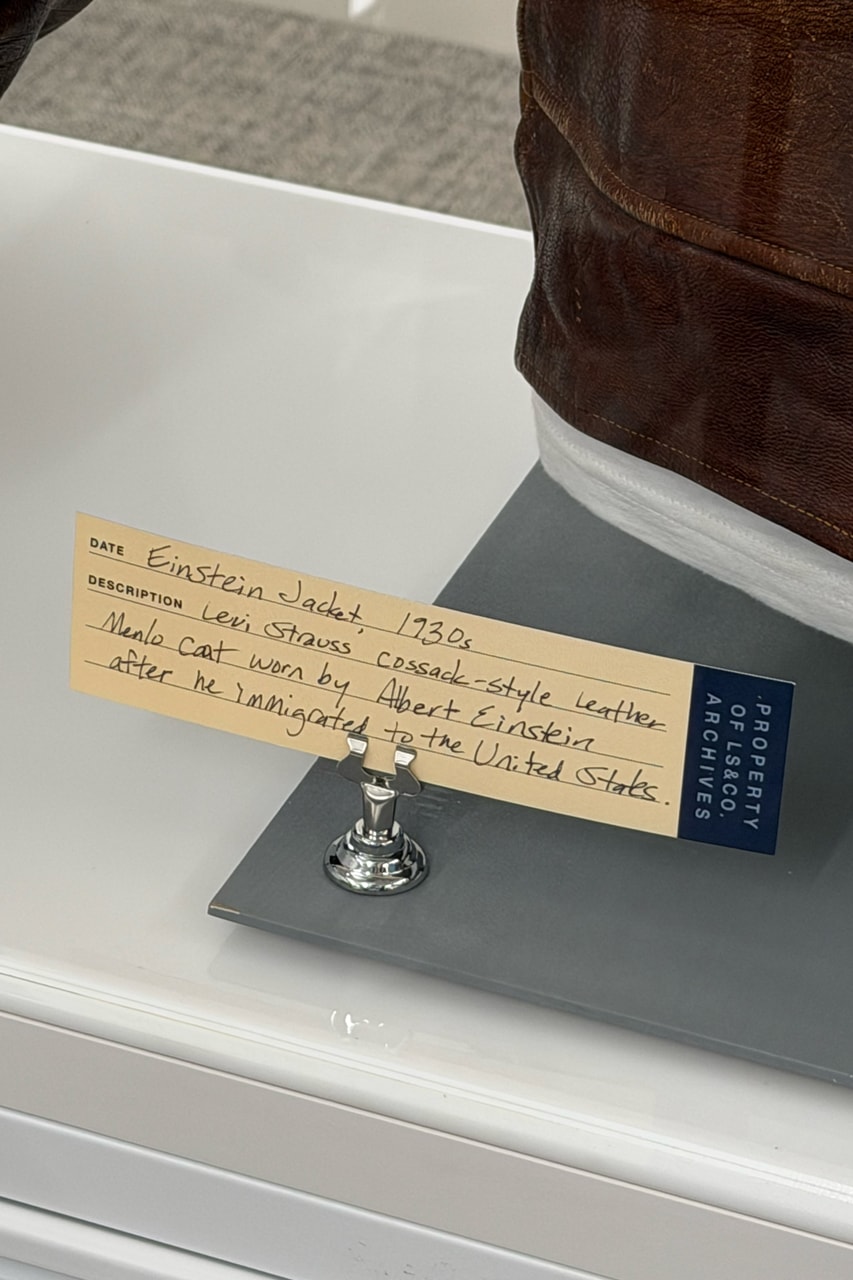 DATE Einstein Jacket, 1930s
DESCRIPTION Levi Strauss cossack-style Leather
Menlo Coat worn by Albert Einstein
after he immigrated to the United States.
PROPERTY
OF LS&CO.
ARCHIVES